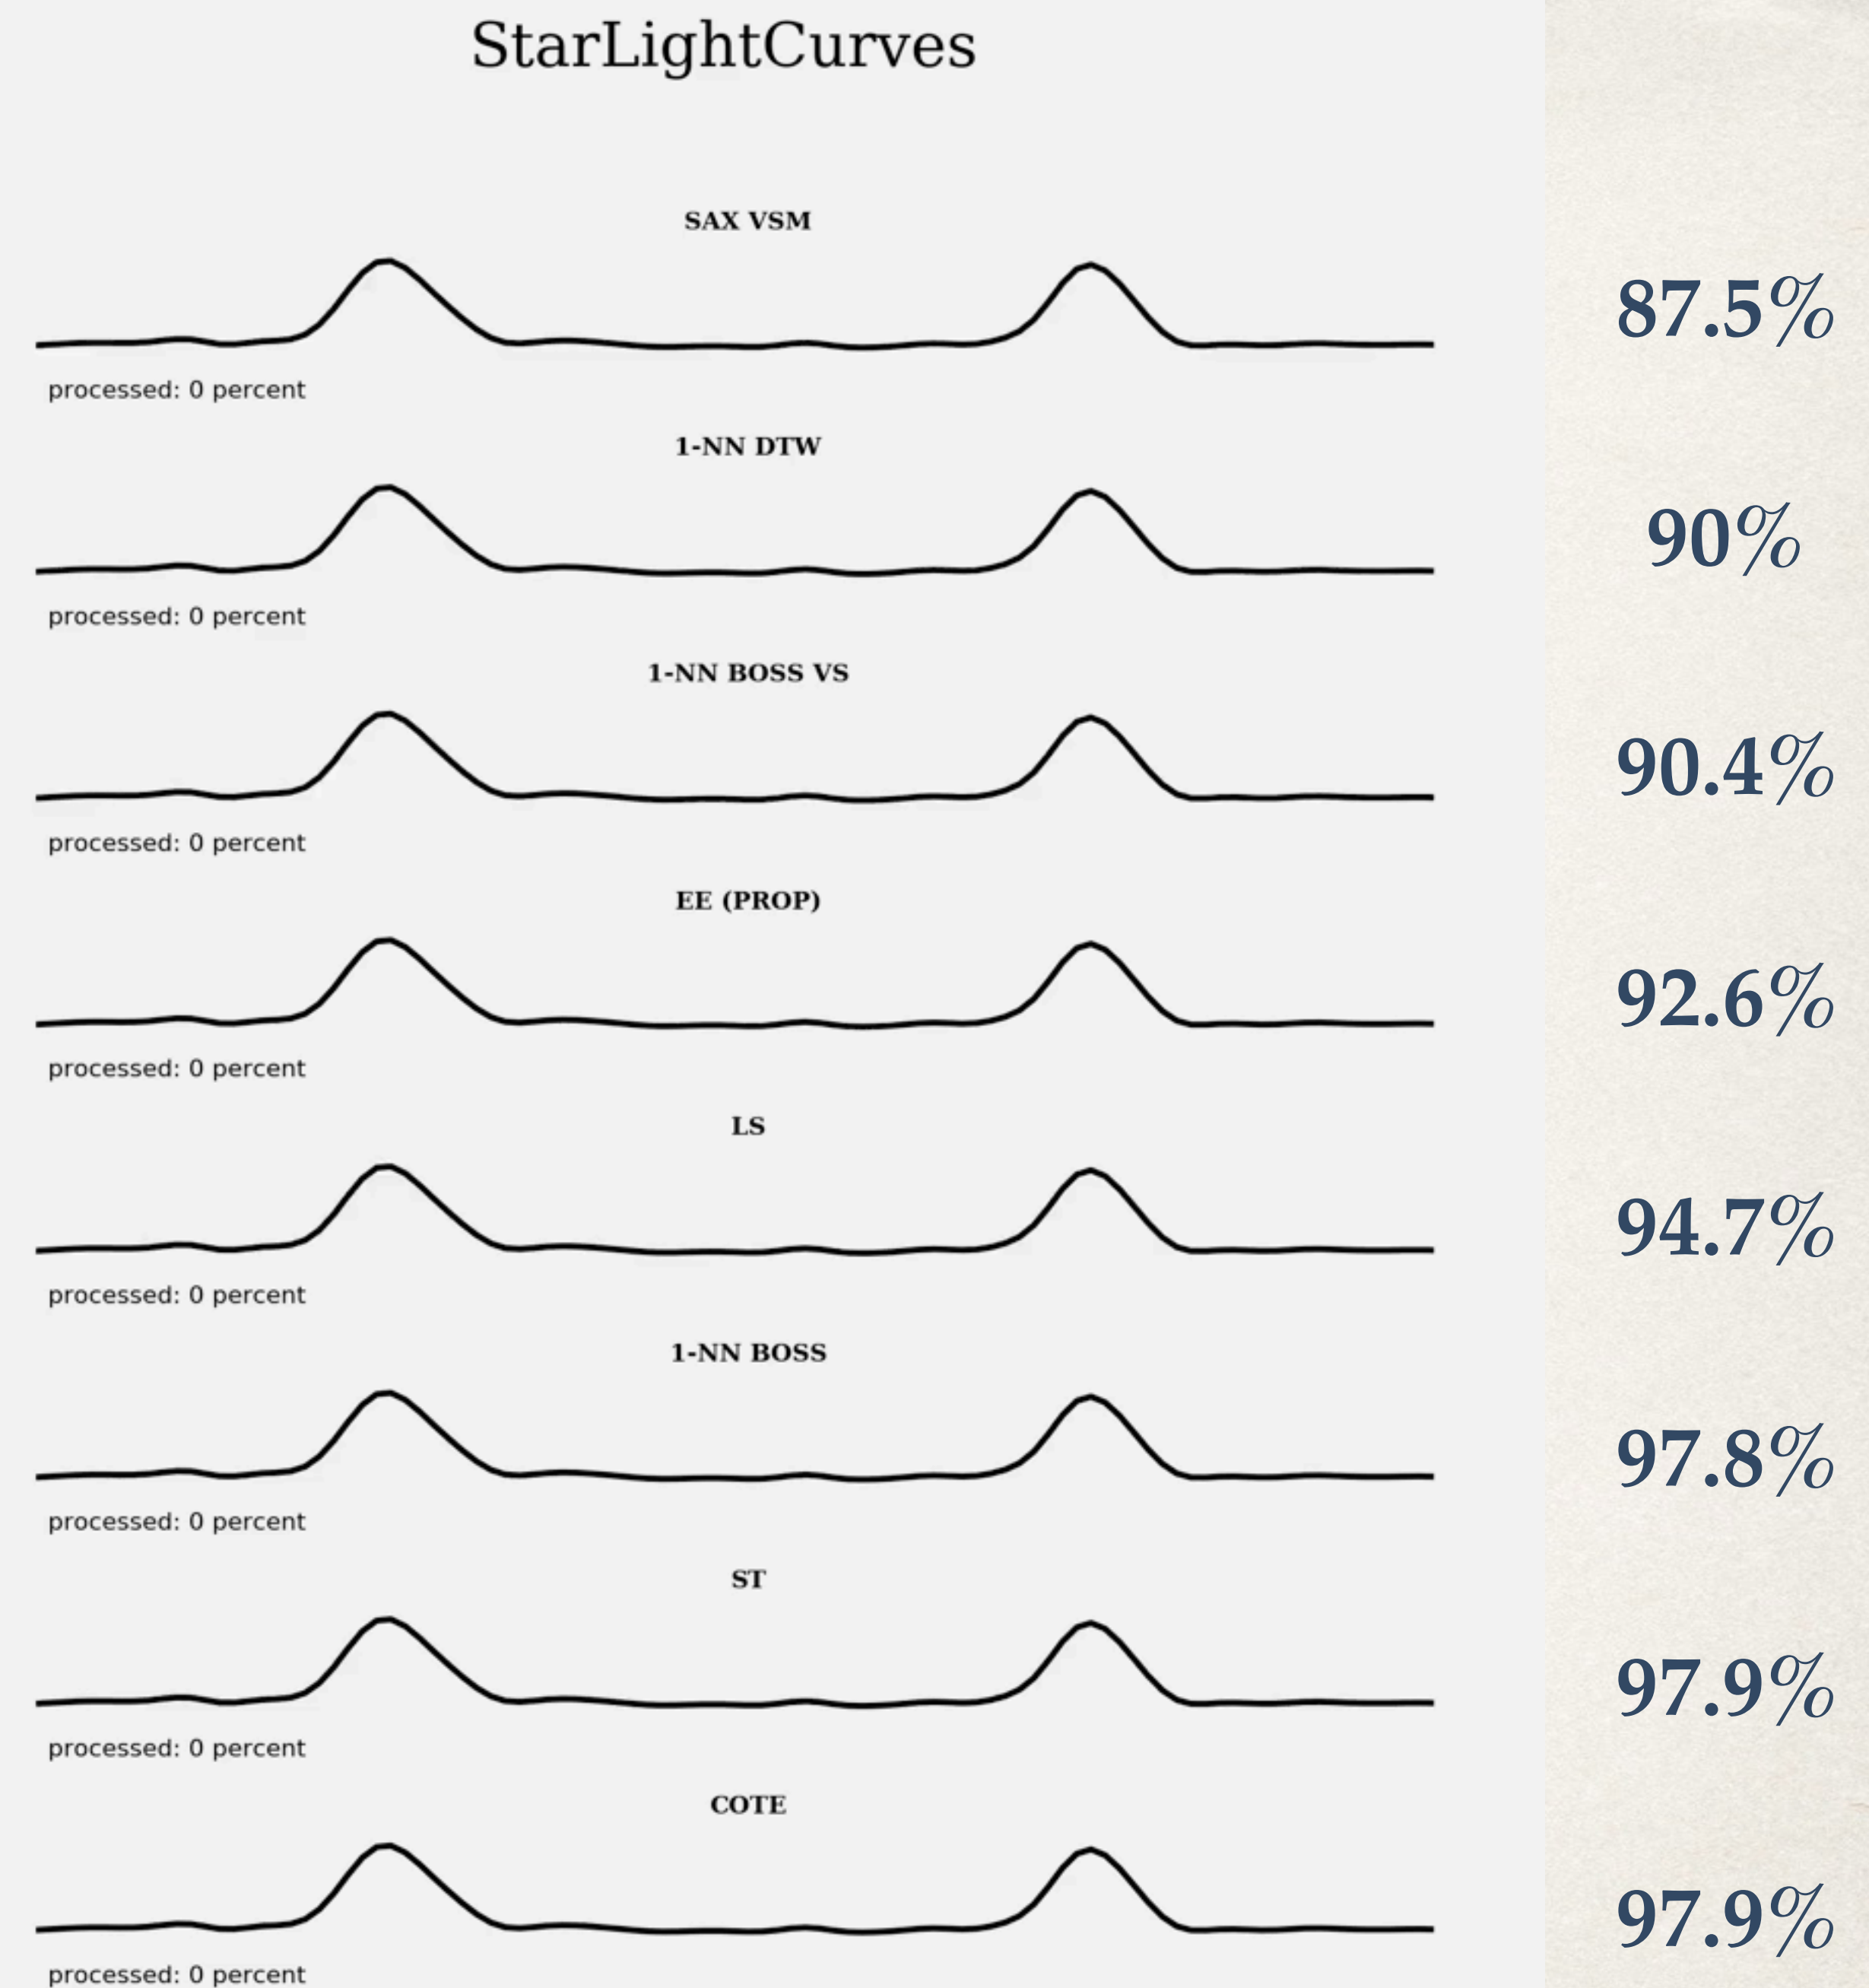 StarLightCurves
SAX VSM
87.5%
processed: 0 percent
1-NN DTW
90%
processed: 0 percent
1-NN BOSS VS
90.4%
processed: 0 percent
EE (PROP)
92.6%
processed: 0 percent
LS
94.7%
processed: 0 percent
1-NN BOSS
97.8%
processed: 0 percent
ST
97.9%
processed: 0 percent
COTE
97.9%
processed: 0 percent